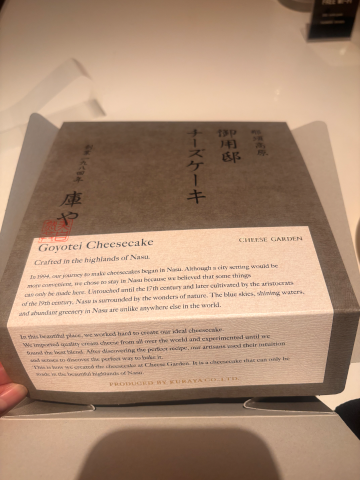 那須高原
御用邸
チーズケーキ
庫や
Goyotei Cheesecake
CHEESE GARDEN
Crafted in the highlands of Nasu.
In 1994, our journey to make cheesecakes began in Nasu. Although a city setting would be
more convenient, we chose to stay in Nasu because we believed that some things
can only be made here. Untouched until the 17th century and later cultivated by the aristocrats
of the 19th century, Nasu is surrounded by the wonders of nature. The blue skies, shining waters,
and abundant greenery in Nasu are unlike anywhere else in the world.
In this beautiful place, we worked hard to create our ideal cheesecake.
We imported quality cream cheese from all over the world and experimented until we
found the best blend. After discovering the perfect recipe, our artisans used their intuition
and senses to discover the perfect way to bake it.
This is how we created the cheesecake at Cheese Garden. It is a cheesecake that can only be
made in the beautiful highlands of Nasu.
PRODUCED BY KURAYA CO., LTD.